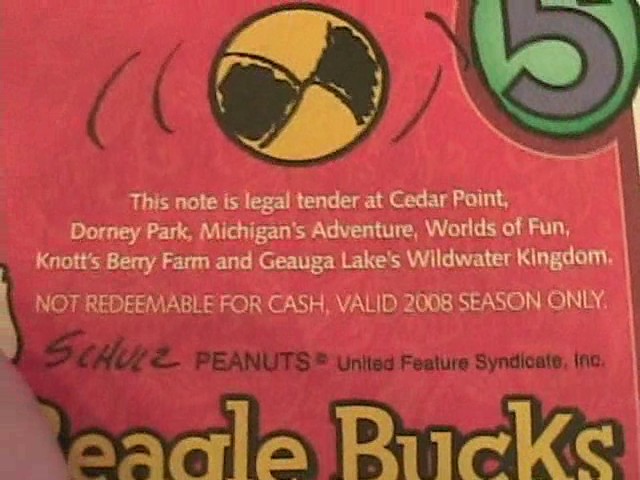 5
This note is legal tender at Cedar Point,
Dorney Park, Michigan's Adventure, Worlds of Fun,
Knott's Berry Farm and Geauga Lake's Wildwater Kingdom.
NOT REDEEMABLE FOR CASH, VALID 2008 SEASON ONLY.
SCHULZ PEANUTS © United Feature Syndicate, Inc.
Beagle Bucks